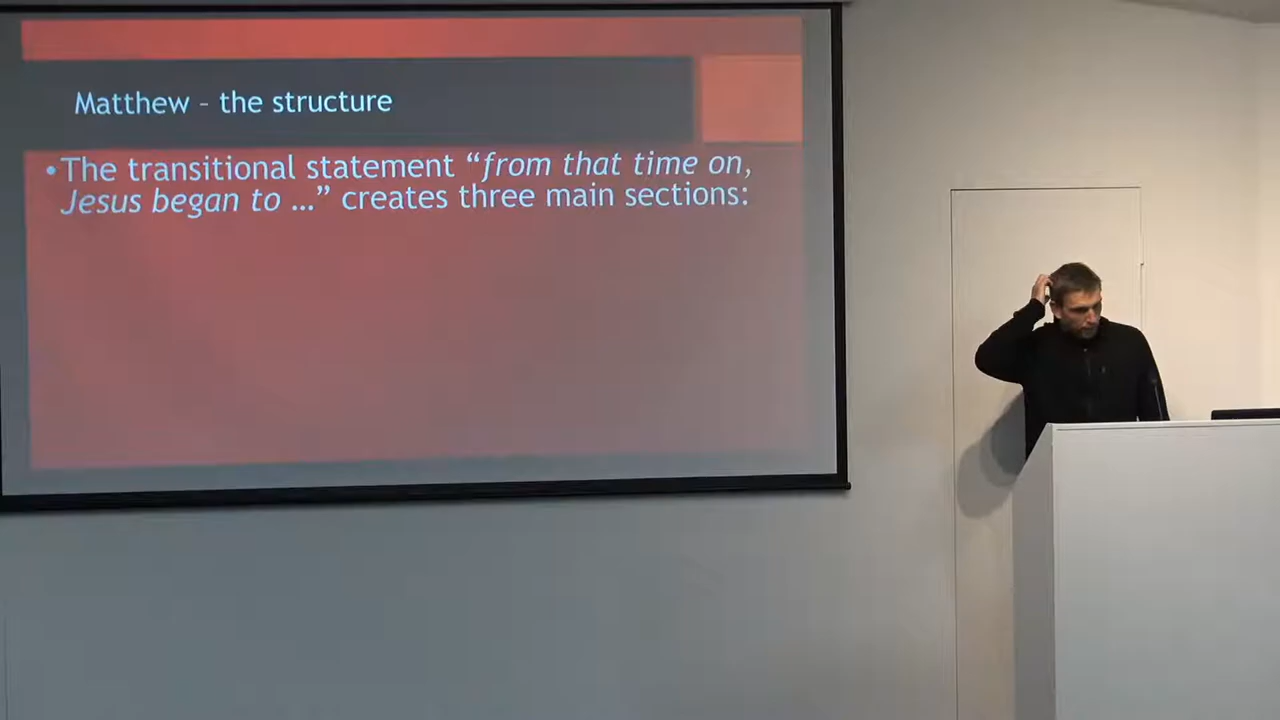 Matthew – the structure
•The transitional statement “from that time on,
Jesus began to …” creates three main sections: